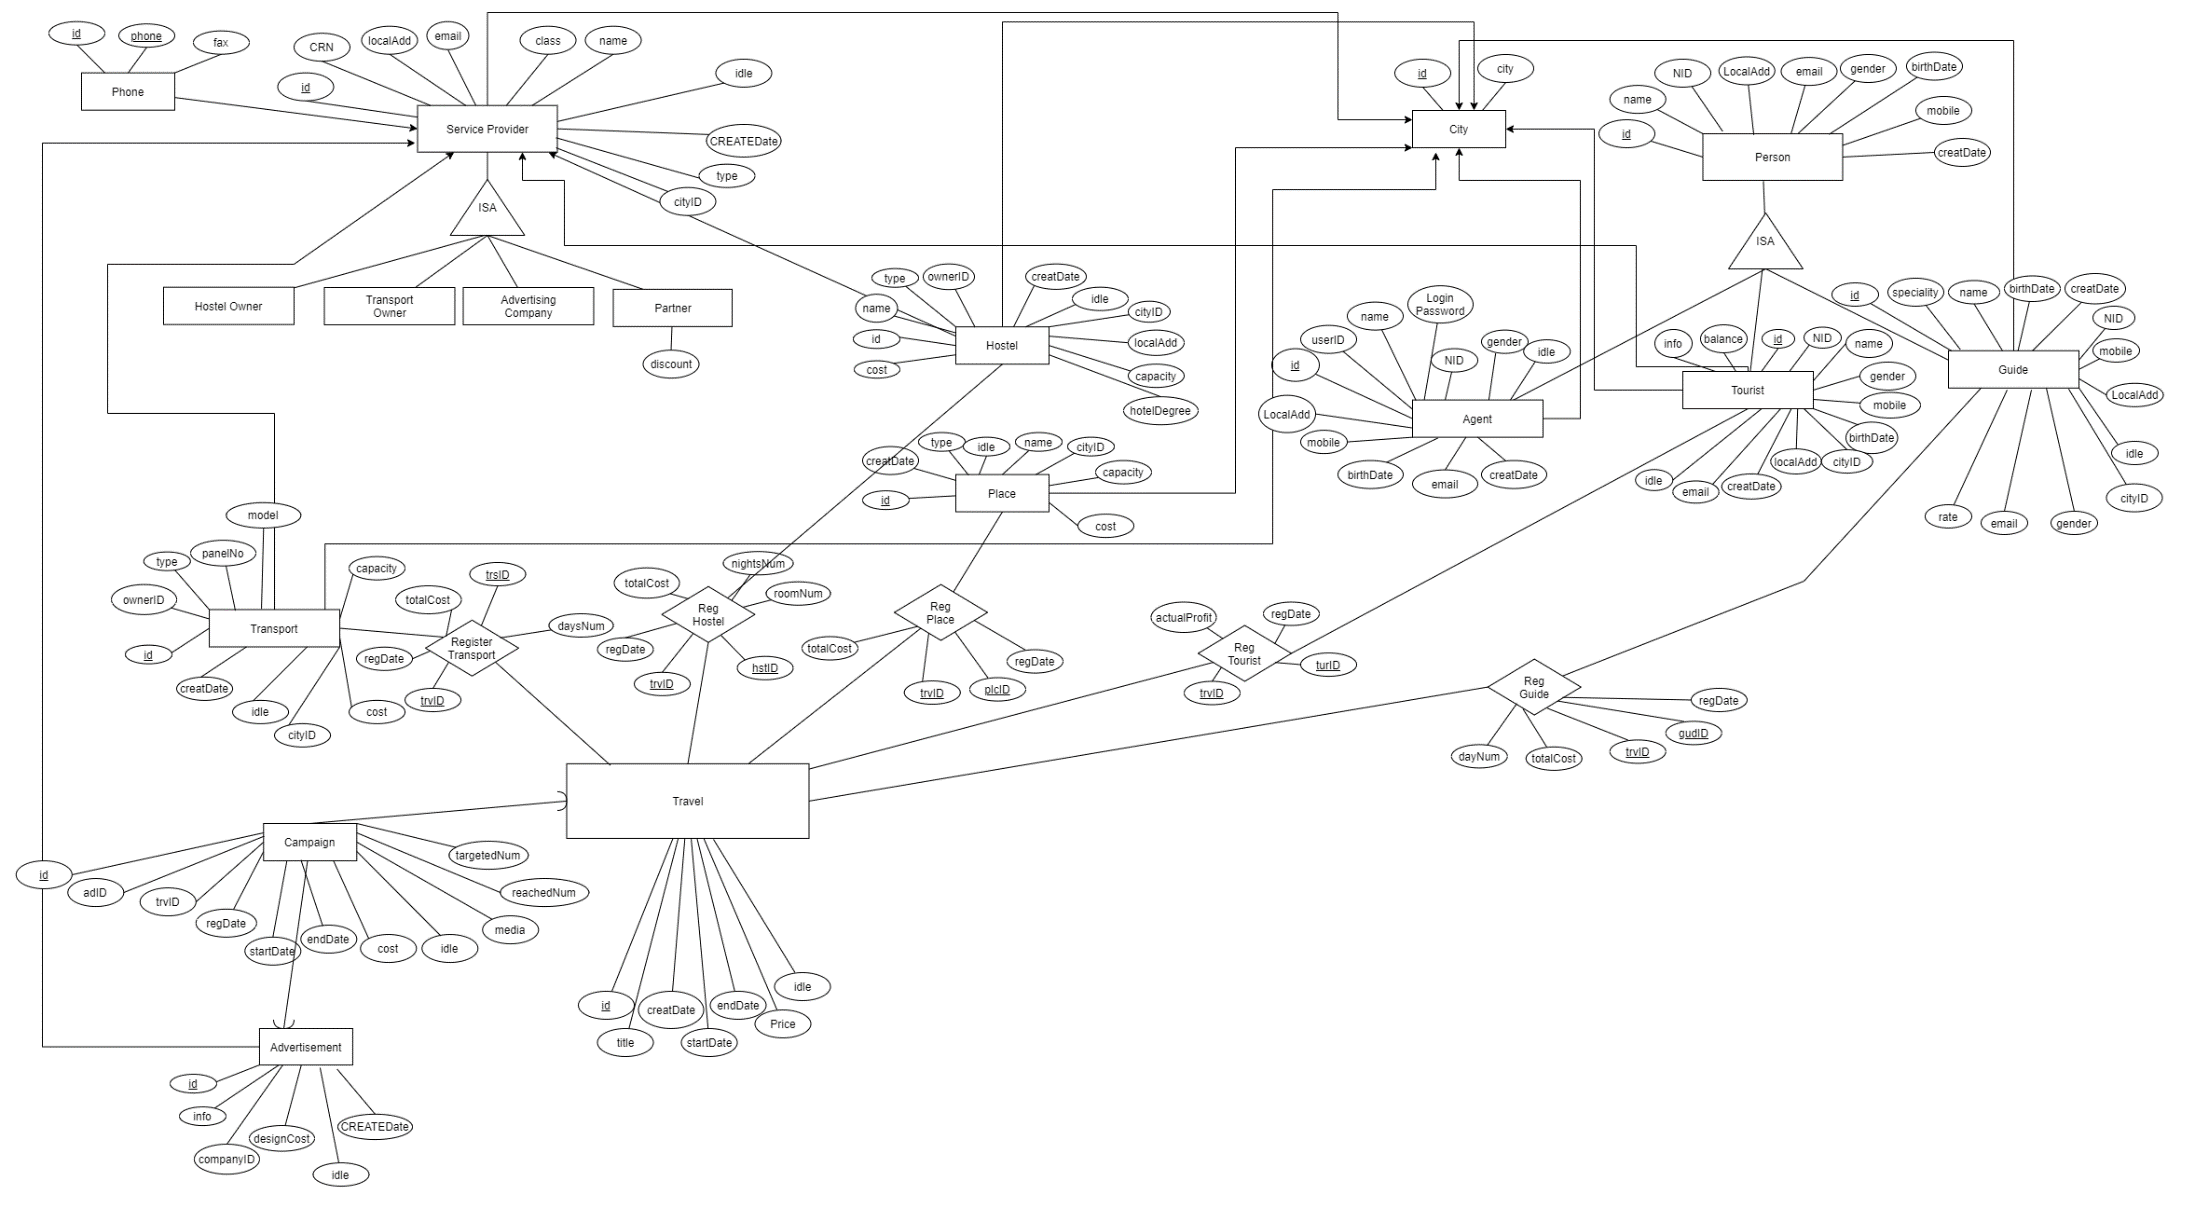 id
phone
fax
Phone
CRN
localAdd
email
class
name
id
idle
Service Provider
CREATEDate
type
cityID
ISA
Hostel Owner
Transport
Owner
Advertising
Company
Partner
discount
id
city
City
NID
LocalAdd
email
gender
birthDate
name
id
mobile
creatDate
Person
ISA
type
ownerID
creatDate
name
idle
cityID
id
localAdd
cost
capacity
hotelDegree
Hostel
Login
Password
name
userID
id
NID
gender
idle
LocalAdd
mobile
birthDate
email
creatDate
Agent
info
balance
id
NID
name
gender
mobile
birthDate
cityID
localAdd
creatDate
email
idle
Tourist
id
speciality
name
birthDate
creatDate
NID
mobile
LocalAdd
idle
cityID
gender
email
rate
Guide
creatDate
type
idle
name
cityID
capacity
id
cost
Place
model
type
panelNo
capacity
ownerID
id
creatDate
idle
cityID
cost
Transport
totalCost
trsID
daysNum
regDate
trvID
Register
Transport
totalCost
nightsNum
roomNum
regDate
trvID
hstID
Reg
Hostel
Reg
Place
totalCost
trvID
plcID
regDate
actualProfit
regDate
turID
trvID
Reg
Tourist
Reg
Guide
regDate
gudID
trvID
totalCost
dayNum
Travel
Campaign
targetedNum
reachedNum
media
idle
cost
endDate
startDate
regDate
trvID
adID
id
id
title
creatDate
startDate
endDate
Price
idle
Advertisement
id
info
companyID
designCost
idle
CREATEDate